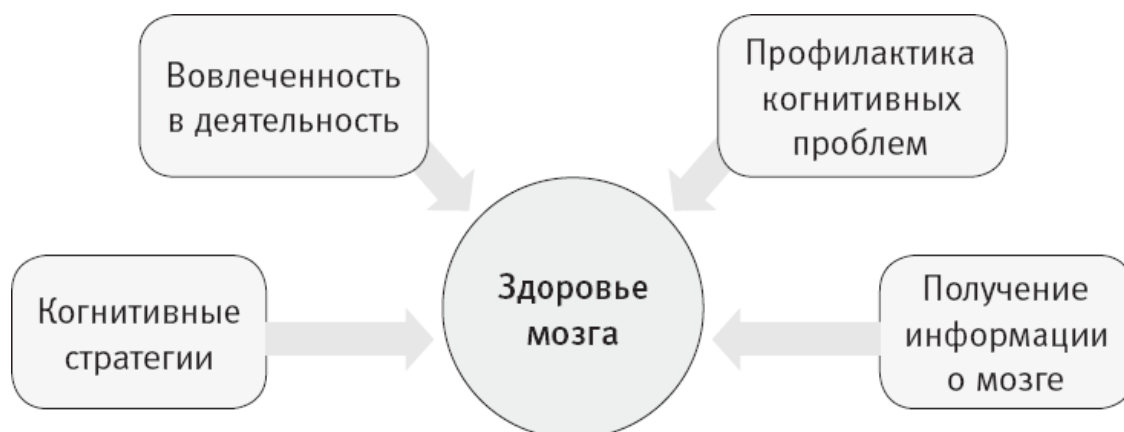 Вовлеченность
в деятельность
Профилактика
когнитивных
проблем
Когнитивные
стратегии
Здоровье
мозга
Получение
информации
о мозге